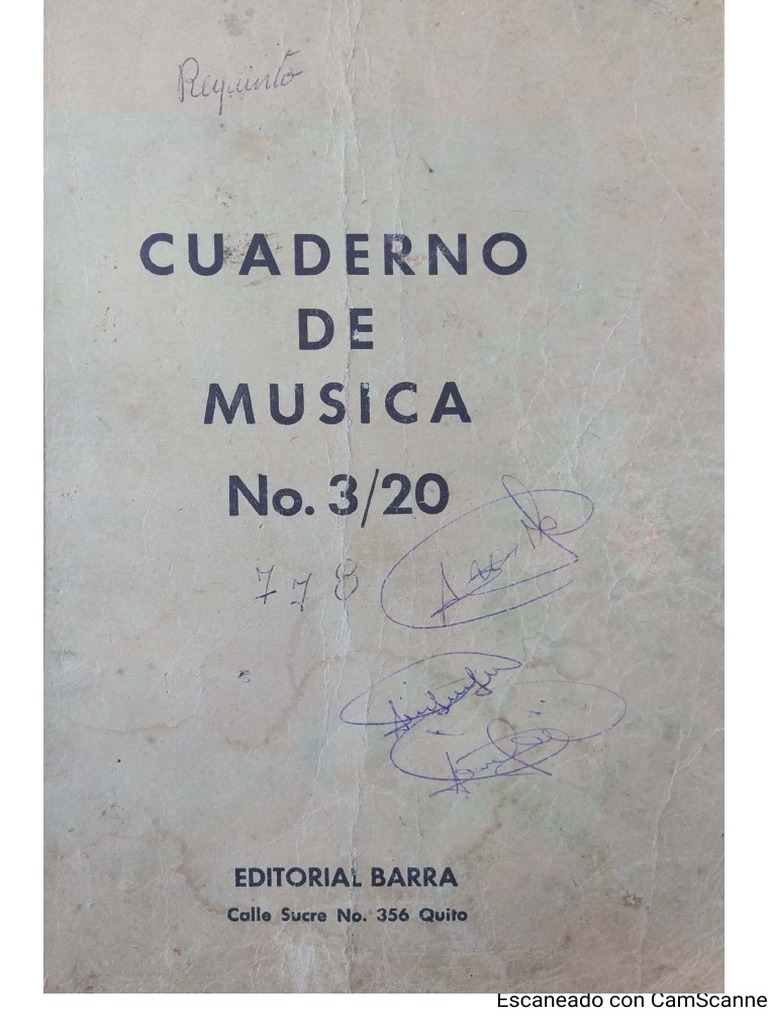 Requinto
CUADERNO
DE
MUSICA
No. 3/20
778
EDITORIAL BARRA
Calle Sucre No. 356 Quito
Escaneado con CamScanne